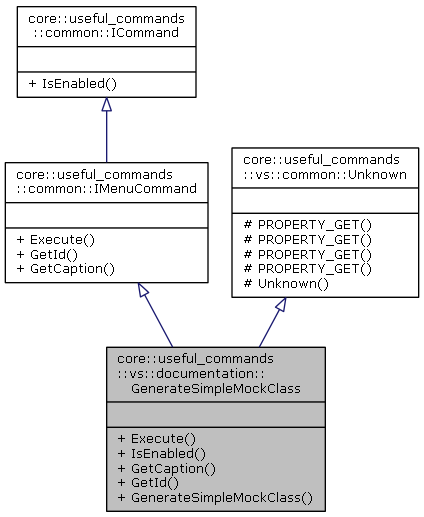 core::useful_commands
::common::ICommand
+ IsEnabled()
core::useful_commands
::common::IMenuCommand
+ Execute()
+ GetId()
+ GetCaption()
core::useful_commands
::vs::common::Unknown
# PROPERTY_GET()
# PROPERTY_GET()
# PROPERTY_GET()
# PROPERTY_GET()
# Unknown()
core::useful_commands
::vs::documentation::
GenerateSimpleMockClass
+ Execute()
+ IsEnabled()
+ GetCaption()
+ GetId()
+ GenerateSimpleMockClass()